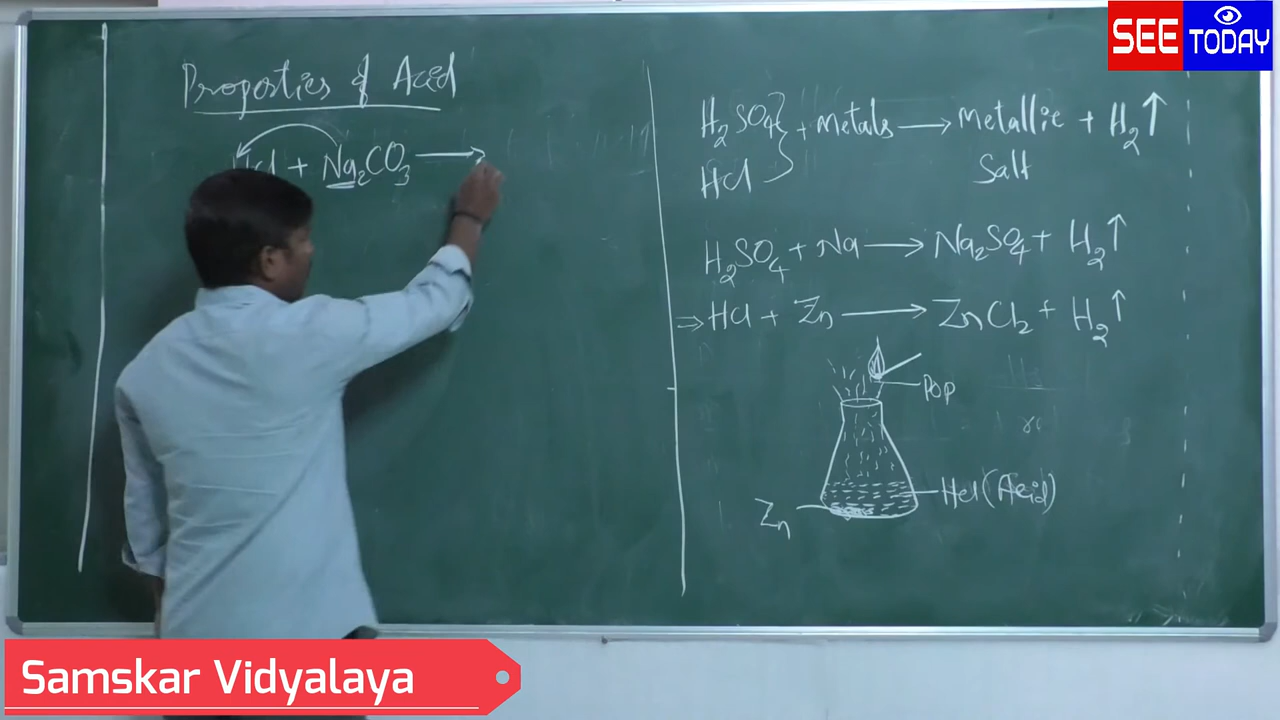 SEE TODAY
Properties of Acid
Hcl + Na₂CO₃ ⟶
H₂SO₄ } + Metals ⟶ Metallic + H₂↑
Hcl Salt
H₂SO₄ + Na ⟶ Na₂SO₄ + H₂↑
⇒ Hcl + Zn ⟶ ZnCl₂ + H₂↑
Pop
Hcl (Acid)
Zn
Samskar Vidyalaya